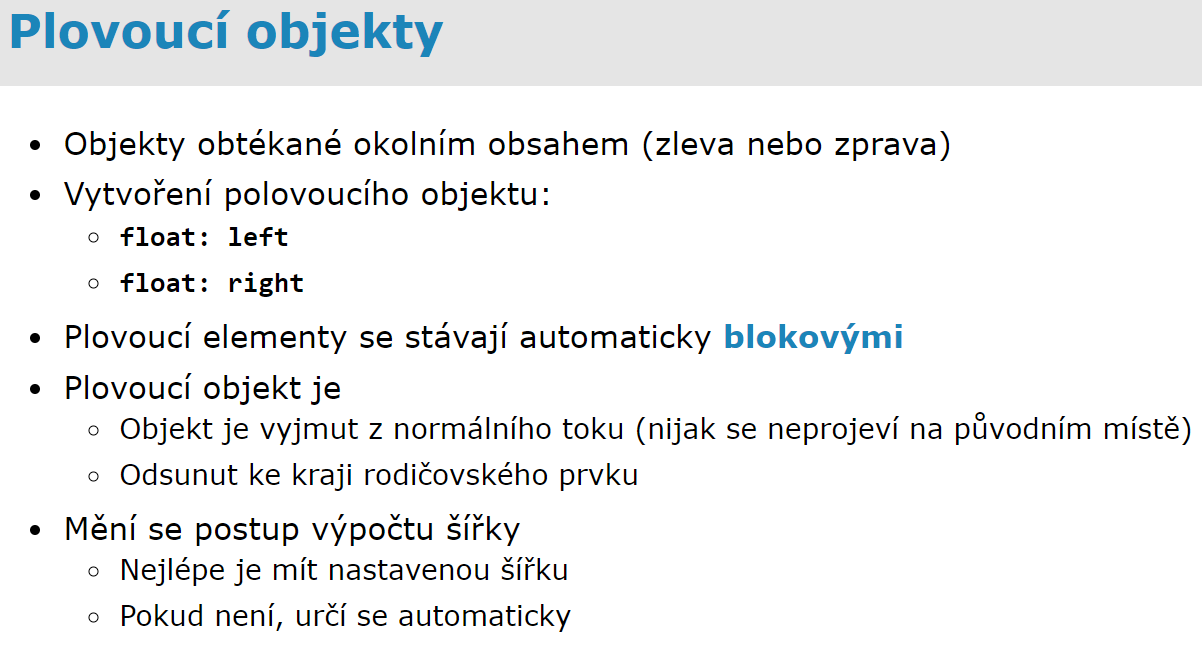 Plovoucí objekty
Objekty obtékané okolním obsahem (zleva nebo zprava)
Vytvoření polovoucího objektu:
float: left
float: right
Plovoucí elementy se stávají automaticky blokovými
Plovoucí objekt je
Objekt je vyjmut z normálního toku (nijak se neprojeví na původním místě)
Odsunut ke kraji rodičovského prvku
Mění se postup výpočtu šířky
Nejlépe je mít nastavenou šířku
Pokud není, určí se automaticky